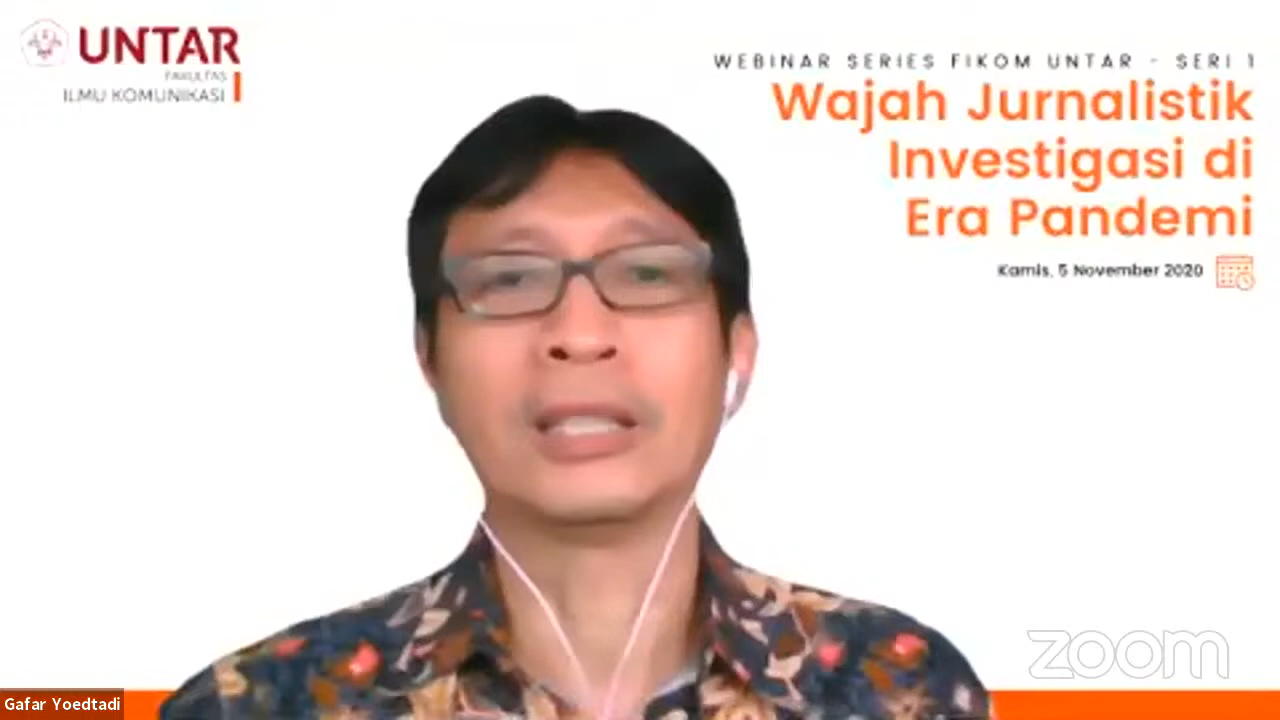 UNTAR
FAKULTAS
ILMU KOMUNIKASI
WEBINAR SERIES FIKOM UNTAR - SERI 1
Wajah Jurnalistik
Investigasi di
Era Pandemi
Kamis, 5 November 2020
zoom
Gafar Yoedtadi